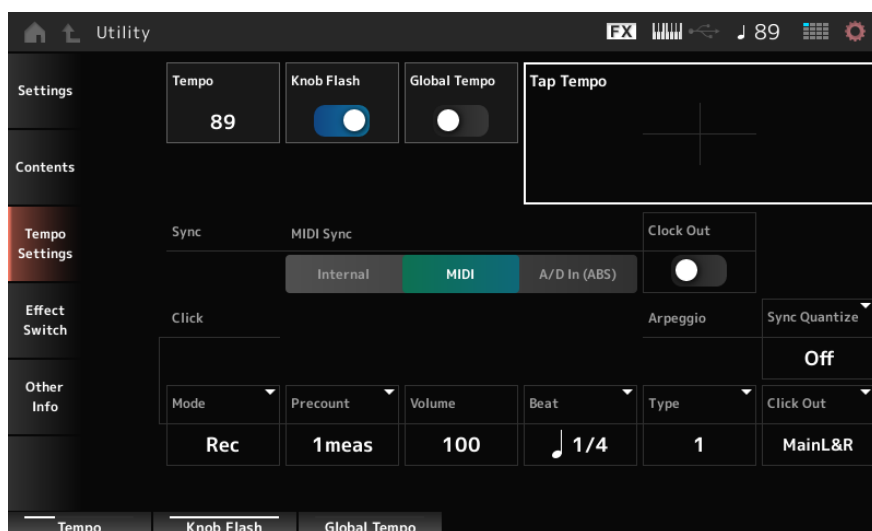 Utility
FX
♩ 89
Settings
Contents
Tempo
Settings
Effect
Switch
Other
Info
Tempo
89
Knob Flash
Global Tempo
Tap Tempo
Sync
MIDI Sync
Internal
MIDI
A/D In (ABS)
Clock Out
Click
Arpeggio
Sync Quantize
Off
Mode
Rec
Precount
1meas
Volume
100
Beat
♩ 1/4
Type
1
Click Out
MainL&R
Tempo
Knob Flash
Global Tempo